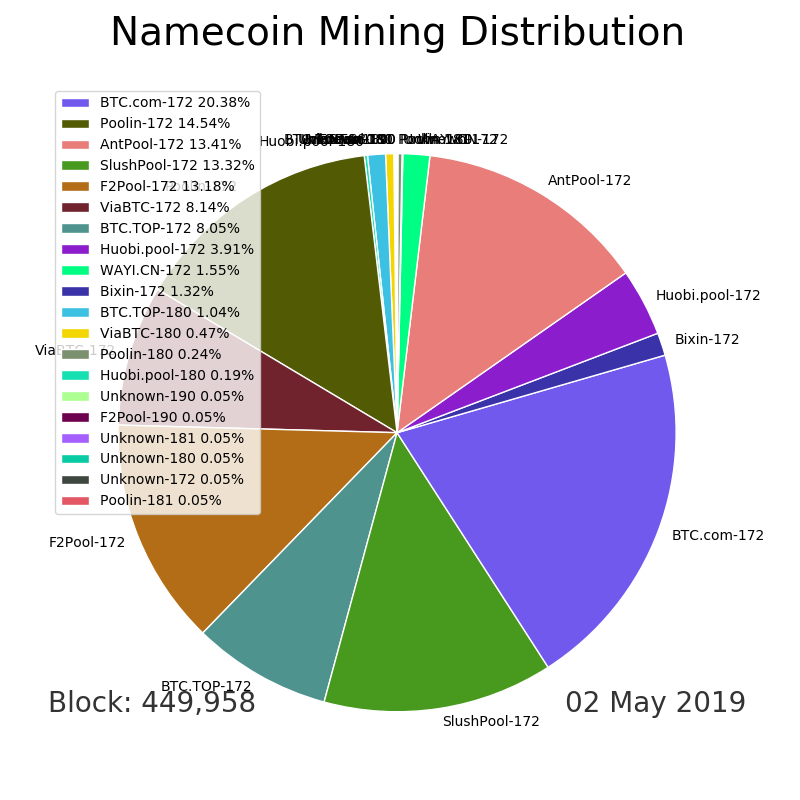 Namecoin Mining Distribution
BTC.com-172 20.38%
Poolin-172 14.54%
AntPool-172 13.41%
SlushPool-172 13.32%
F2Pool-172 13.18%
ViaBTC-172 8.14%
BTC.TOP-172 8.05%
Huobi.pool-172 3.91%
WAYI.CN-172 1.55%
Bixin-172 1.32%
BTC.TOP-180 1.04%
ViaBTC-180 0.47%
Poolin-180 0.24%
Huobi.pool-180 0.19%
Unknown-190 0.05%
F2Pool-190 0.05%
Unknown-181 0.05%
Unknown-180 0.05%
Unknown-172 0.05%
Poolin-181 0.05%
Huobi.pool-180
AntPool-172
Huobi.pool-172
Bixin-172
ViaBTC-172
BTC.com-172
F2Pool-172
BTC.TOP-172
SlushPool-172
Block: 449,958
02 May 2019